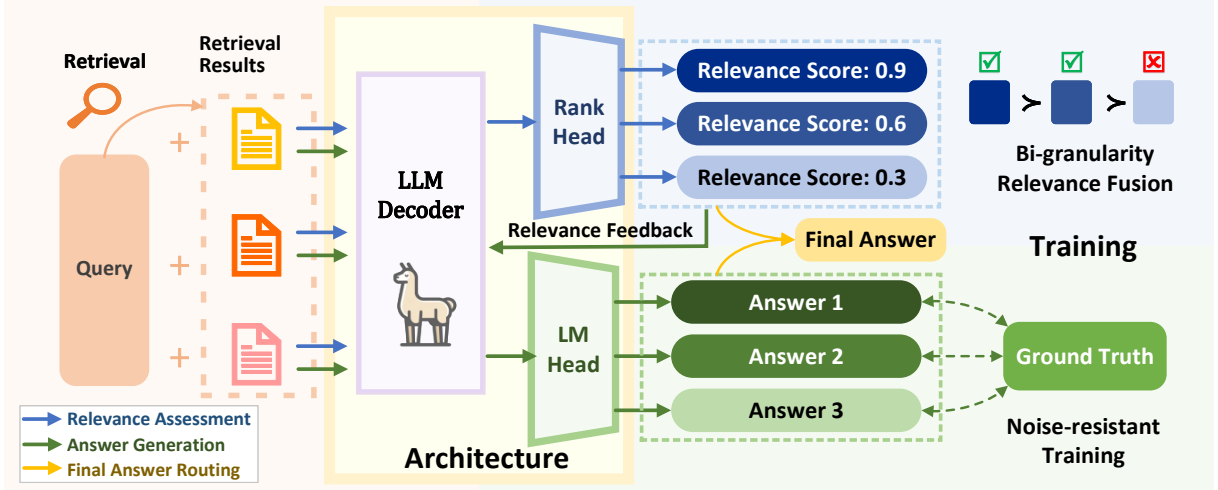 Retrieval
Retrieval
Results
Query
+
+
+
LLM
Decoder
Rank
Head
LM
Head
Relevance Feedback
Architecture
Relevance Score: 0.9
Relevance Score: 0.6
Relevance Score: 0.3
Final Answer
Answer 1
Answer 2
Answer 3
≻ ≻
Bi-granularity
Relevance Fusion
Training
Ground Truth
Noise-resistant
Training
Relevance Assessment
Answer Generation
Final Answer Routing